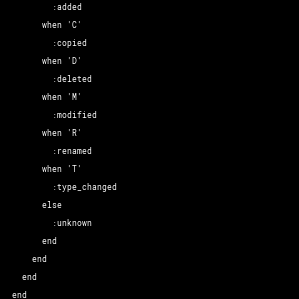 :added
when 'C'
:copied
when 'D'
:deleted
when 'M'
:modified
when 'R'
:renamed
when 'T'
:type_changed
else
:unknown
end
end
end
end